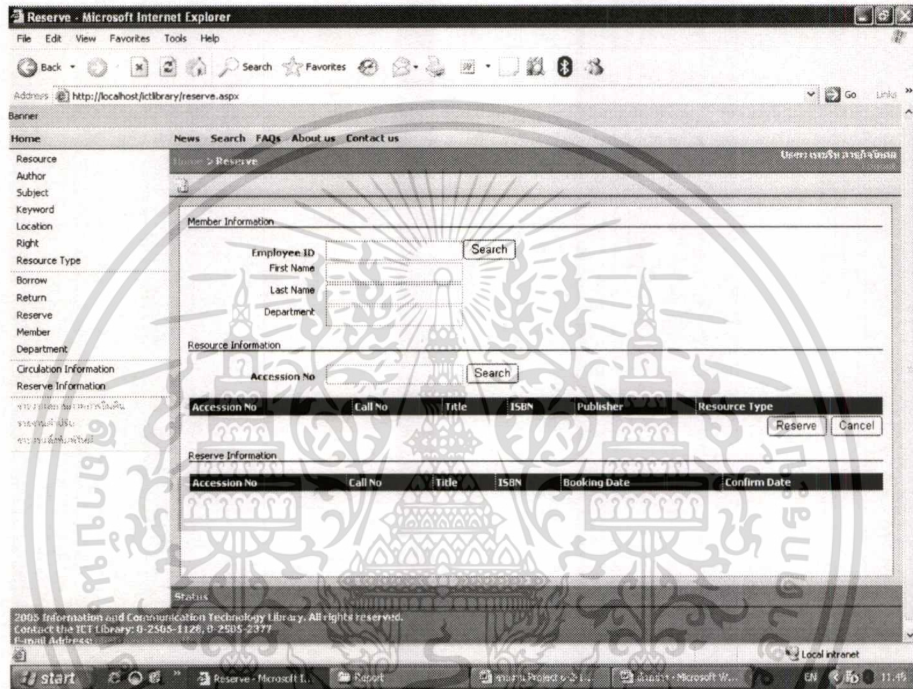 Reserve - Microsoft Internet Explorer
File Edit View Favorites Tools Help
Back Search Favorites
Address http://localhost/ictlibrary/reserve.aspx Go Links
Banner
Home News Search FAQs About us Contact us
Home > Reserve
Resource
Author
Subject
Keyword
Location
Right
Resource Type
Borrow
Return
Reserve
Member
Department
Circulation Information
Reserve Information
Member Information
Employee ID Search
First Name
Last Name
Department
Resource Information
Accession No Search
Accession No Call No Title ISBN Publisher Resource Type
Reserve Cancel
Reserve Information
Accession No Call No Title ISBN Booking Date Confirm Date
Status
2005 Information and Communication Technology Library. All rights reserved.
Contact the ICT Library: 0-2505-1128, 0-2505-2377
E-mail Address:
Local intranet
start Reserve - Microsoft I... Report EN 11:45